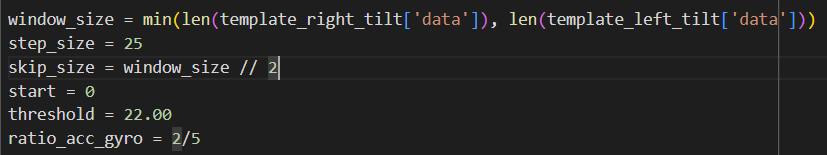 window_size = min(len(template_right_tilt['data']), len(template_left_tilt['data']))
step_size = 25
skip_size = window_size // 2
start = 0
threshold = 22.00
ratio_acc_gyro = 2/5